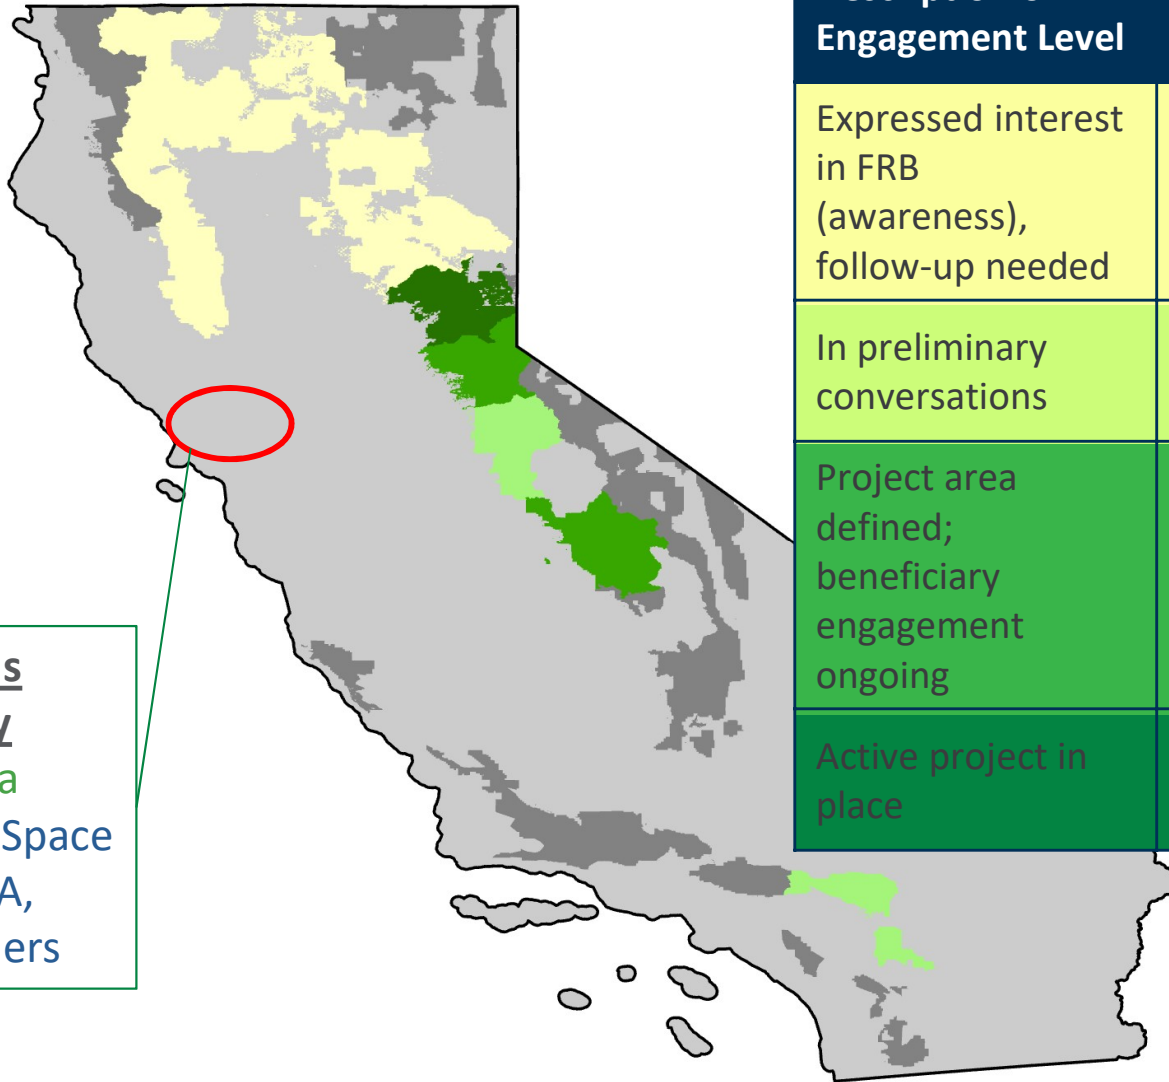 Engagement Level
Expressed interest
in FRB
(awareness),
follow-up needed
In preliminary
conversations
Project area
defined;
beneficiary
engagement
ongoing
Active project in
place
s
y
a
Space
A,
ers